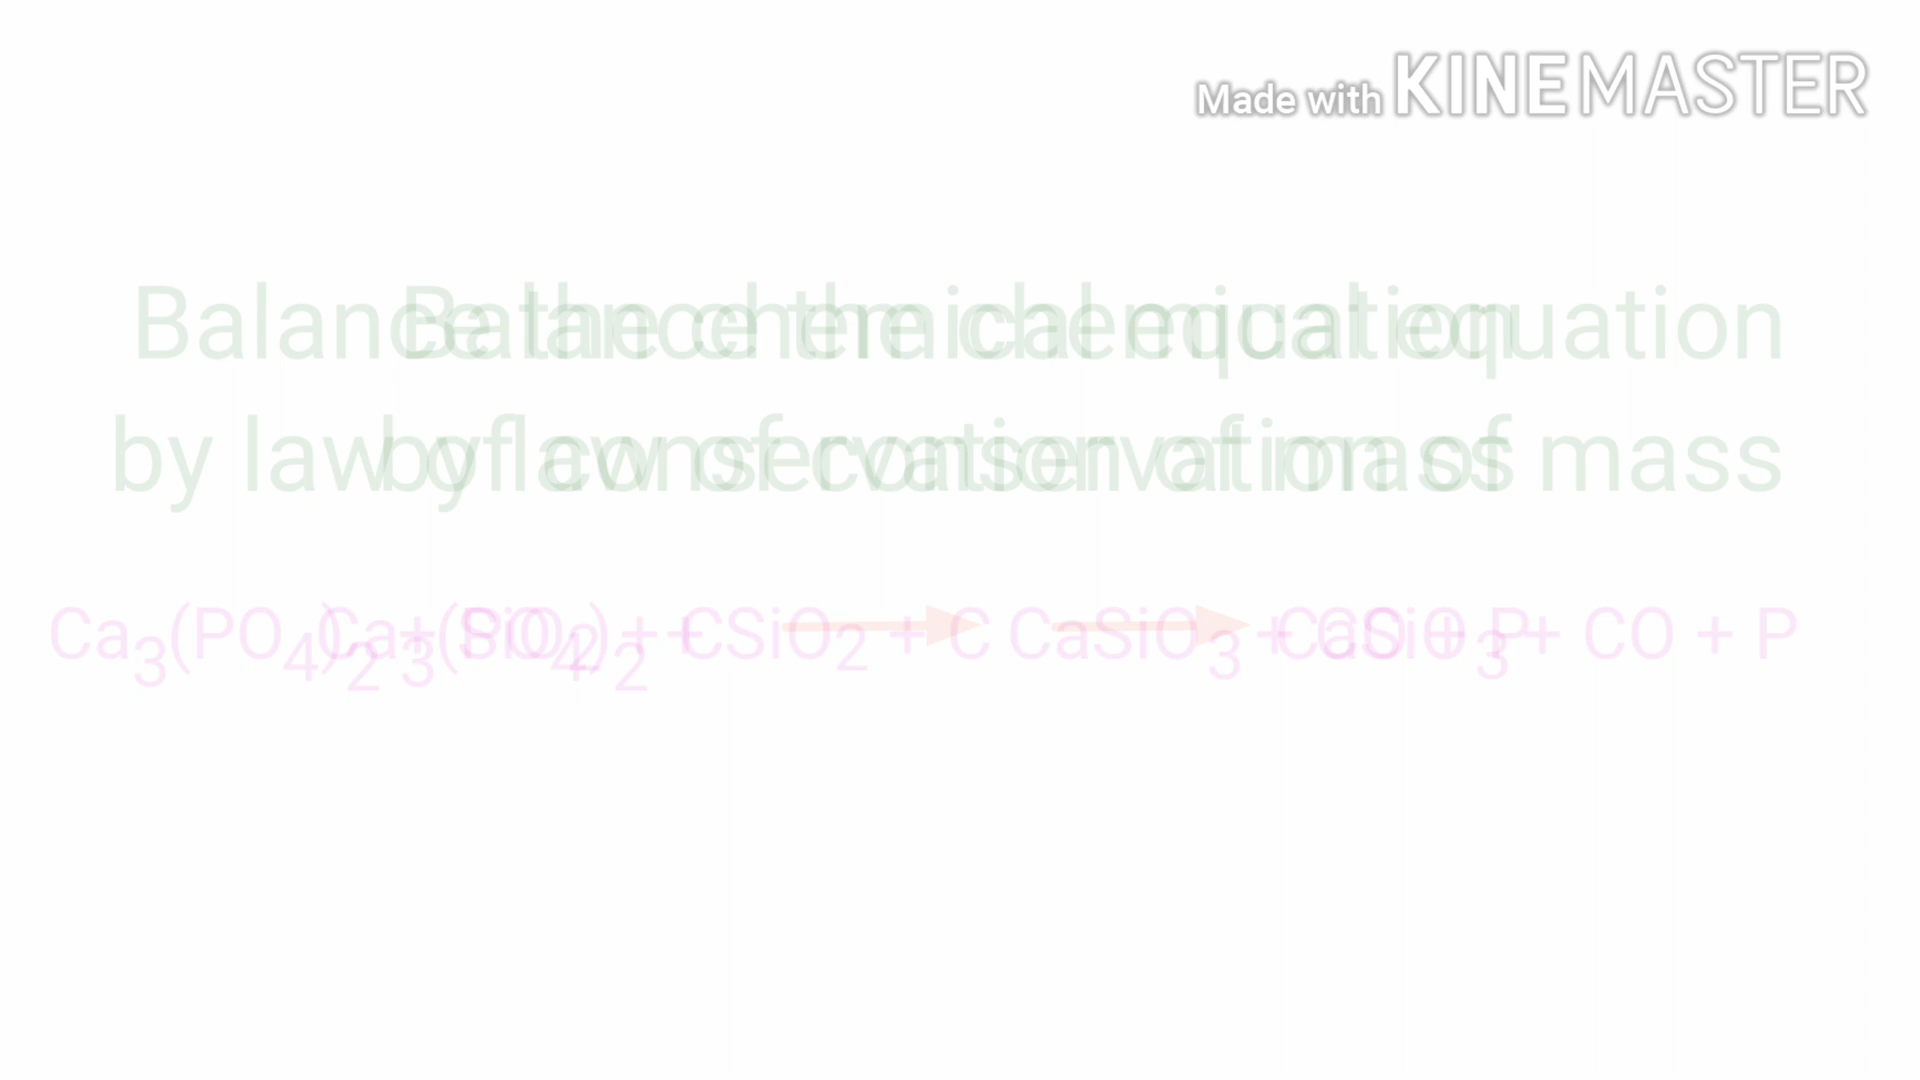 Made with KINEMASTER
Balance the chemical equation
by law of conservation of mass
Ca₃(PO₄)₂ + SiO₂ + C → CaSiO₃ + CO + P